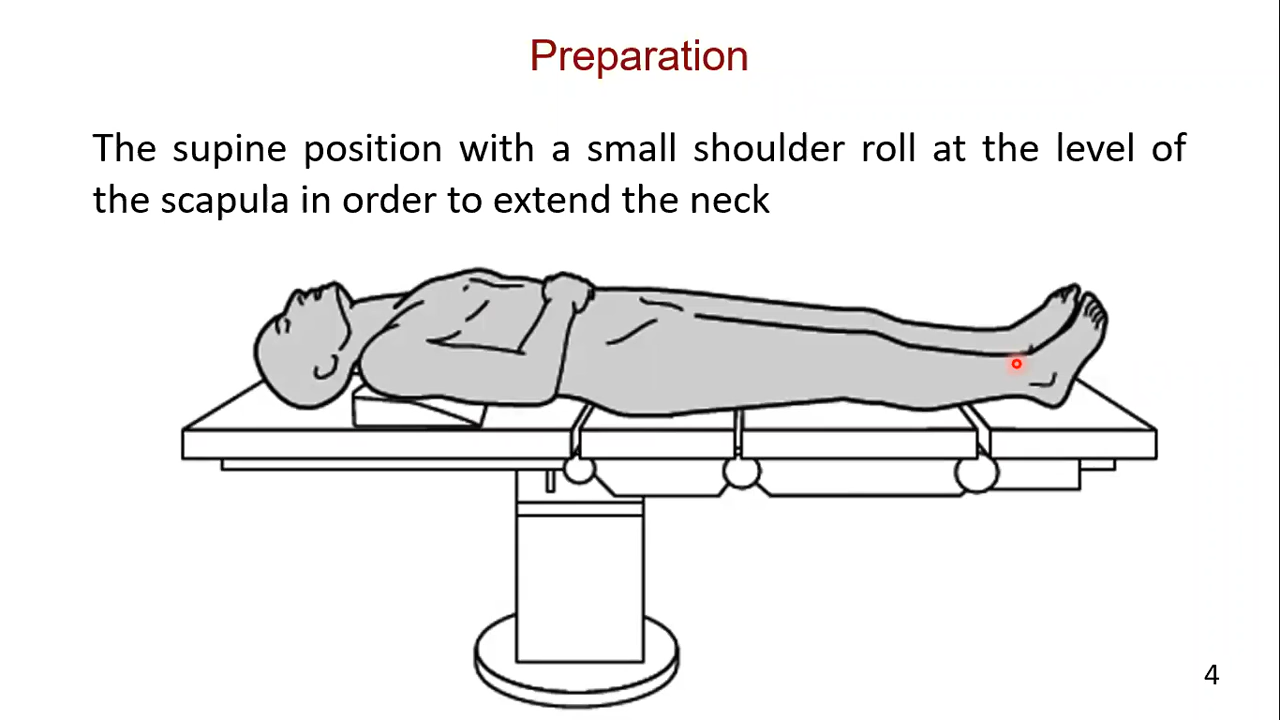 Preparation
The supine position with a small shoulder roll at the level of
the scapula in order to extend the neck
4